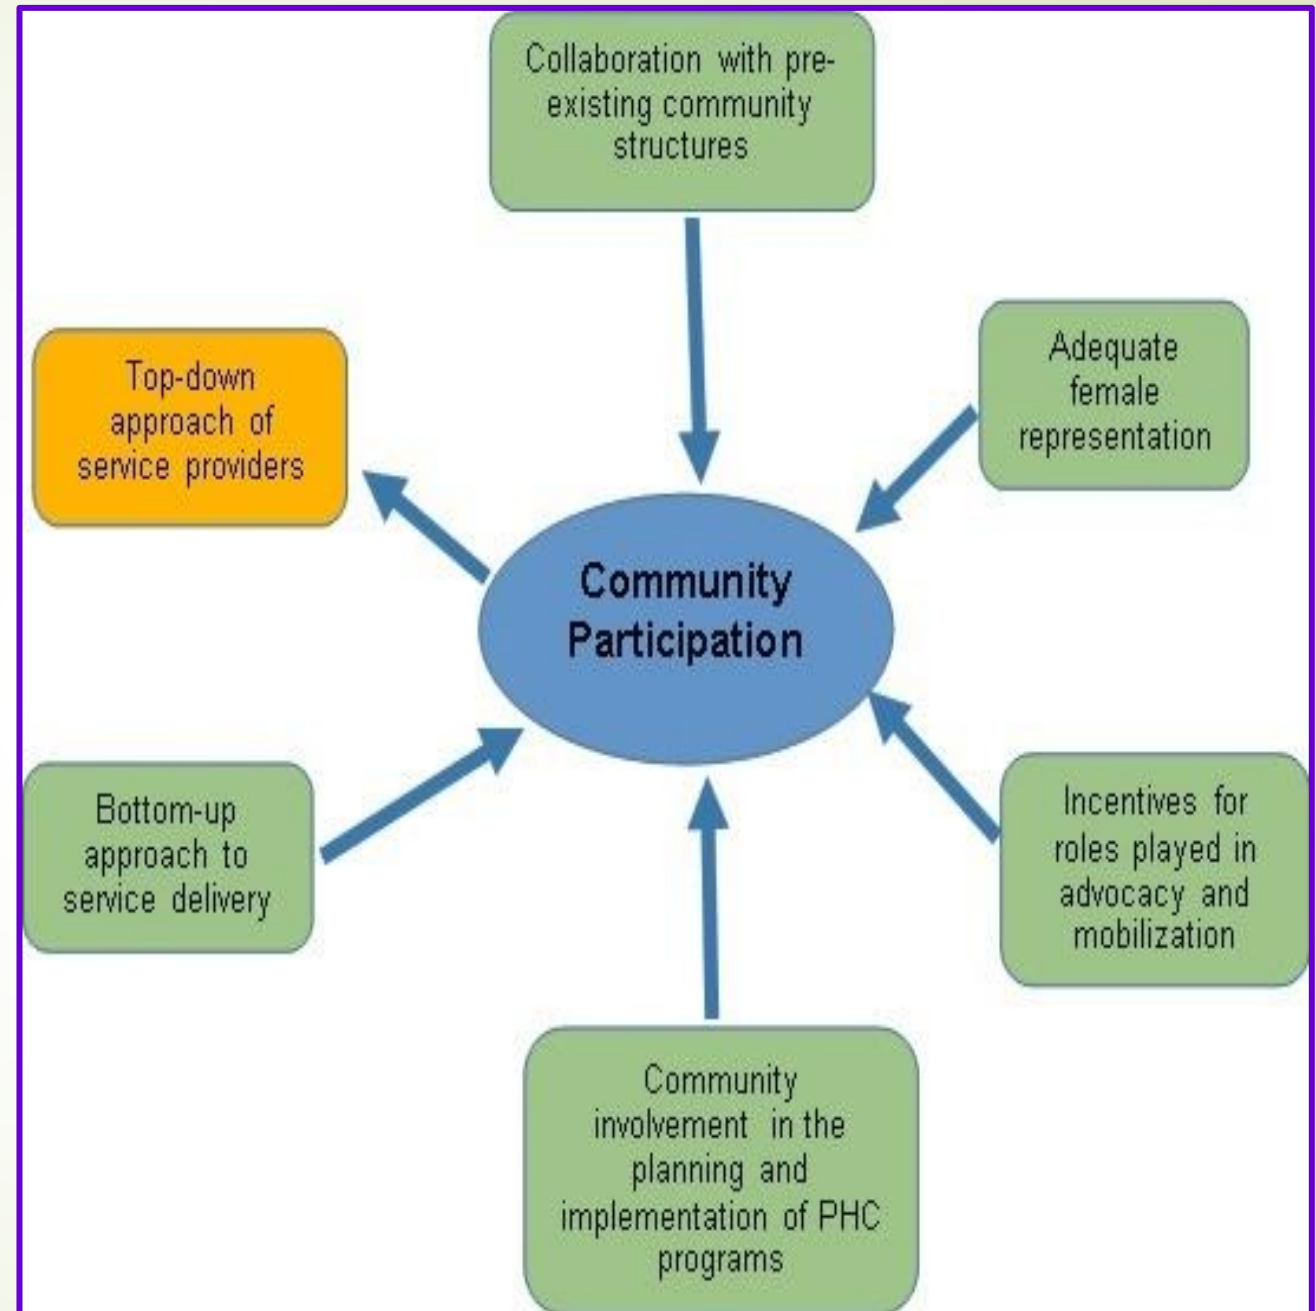 Collaboration with pre-
existing community
structures
Top-down
approach of
service providers
Adequate
female
representation
Community
Participation
Bottom-up
approach to
service delivery
Incentives for
roles played in
advocacy and
mobilization
Community
involvement in the
planning and
implementation of PHC
programs